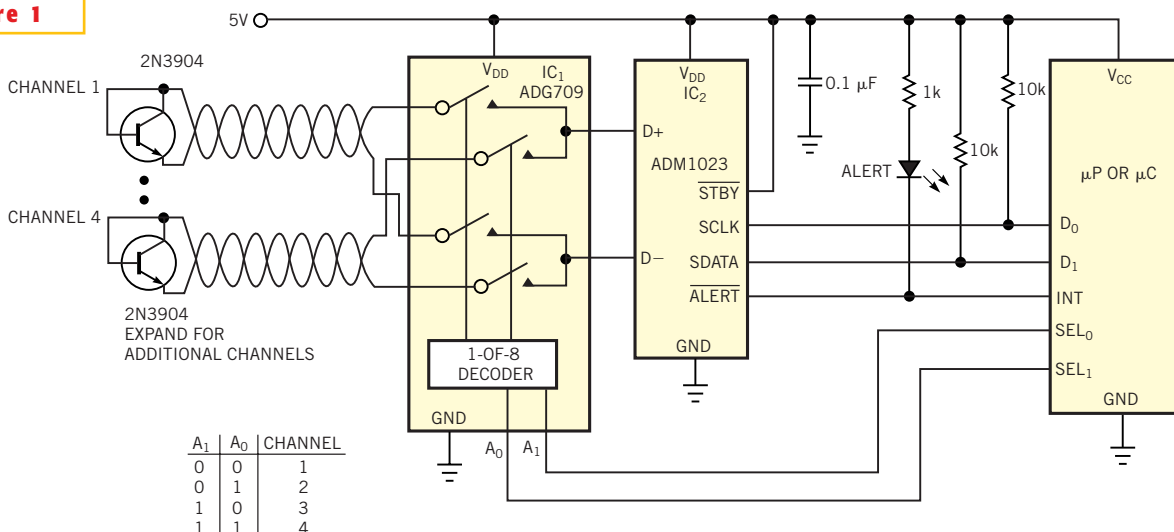 re 1
5V
2N3904
CHANNEL 1
CHANNEL 4
2N3904
EXPAND FOR
ADDITIONAL CHANNELS
VDD
IC1
ADG709
1-OF-8
DECODER
GND
A0
A1
VDD
IC2
D+
ADM1023
STBY
SCLK
D−
SDATA
ALERT
GND
0.1 µF
1k
10k
10k
ALERT
VCC
µP OR µC
D0
D1
INT
SEL0
SEL1
GND
A1 A0 CHANNEL
0 0 1
0 1 2
1 0 3
1 1 4